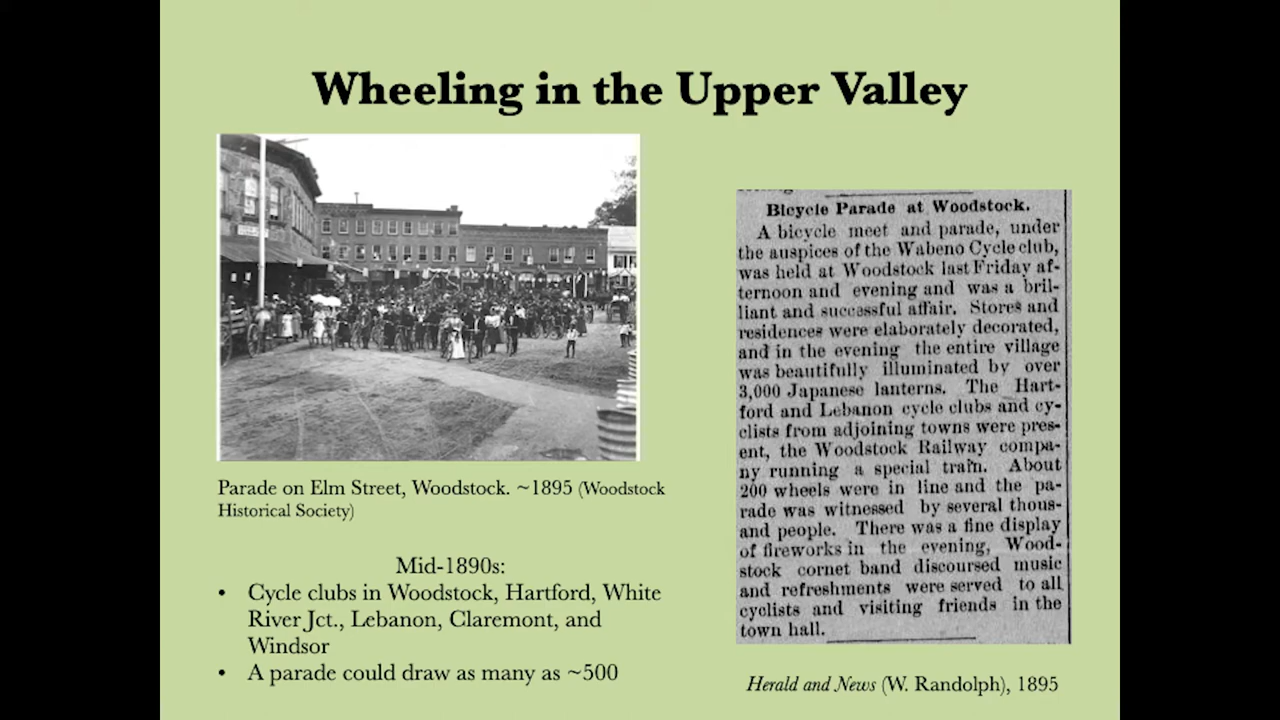 Wheeling in the Upper Valley
Parade on Elm Street, Woodstock. ~1895 (Woodstock
Historical Society)
Mid-1890s:
• Cycle clubs in Woodstock, Hartford, White
River Jct., Lebanon, Claremont, and
Windsor
• A parade could draw as many as ~500
Bicycle Parade at Woodstock.
A bicycle meet and parade, under
the auspices of the Wabeno Cycle club,
was held at Woodstock last Friday af-
ternoon and evening and was a bril-
liant and successful affair. Stores and
residences were elaborately decorated,
and in the evening the entire village
was beautifully illuminated by over
3,000 Japanese lanterns. The Hart-
ford and Lebanon cycle clubs and cy-
clists from adjoining towns were pres-
ent, the Woodstock Railway compa-
ny running a special train. About
200 wheels were in line and the pa-
rade was witnessed by several thous-
and people. There was a fine display
of fireworks in the evening, Wood-
stock cornet band discoursed music
and refreshments were served to all
cyclists and visiting friends in the
town hall.
Herald and News (W. Randolph), 1895